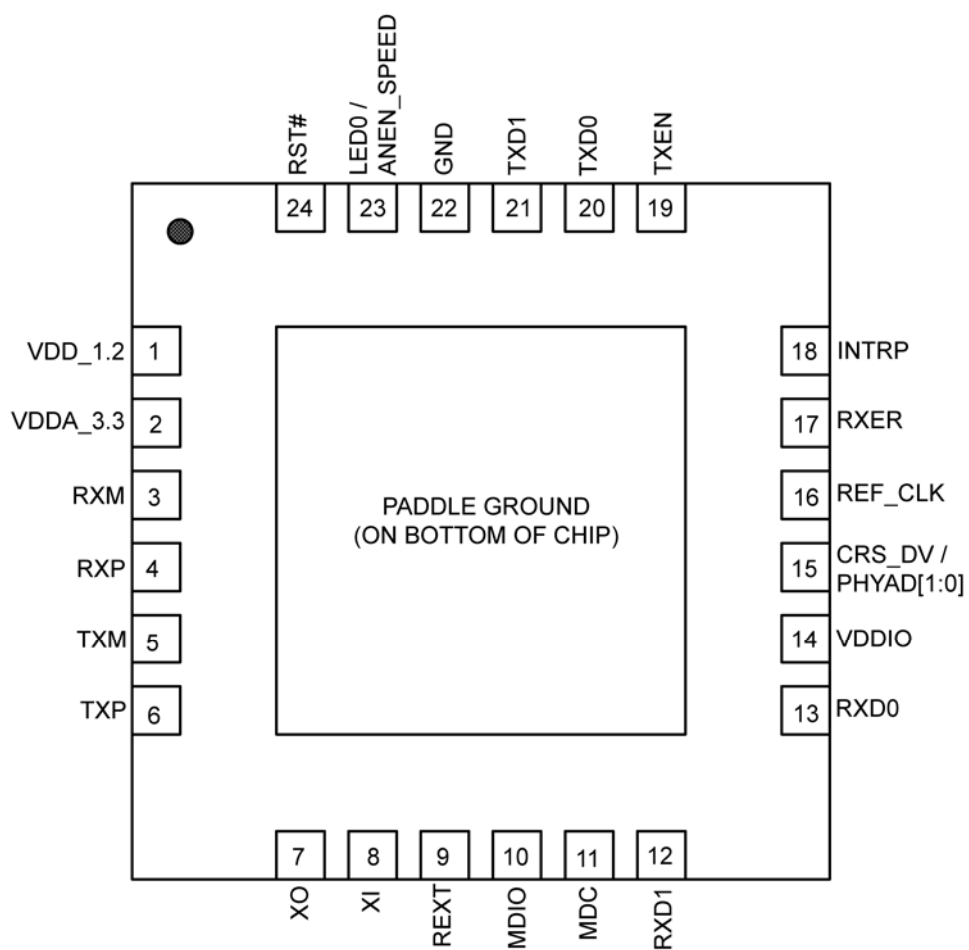 RST#
LED0 /
ANEN_SPEED
GND
TXD1
TXD0
TXEN
24
23
22
21
20
19
VDD_1.2 1
VDDA_3.3 2
RXM 3
RXP 4
TXM 5
TXP 6
PADDLE GROUND
(ON BOTTOM OF CHIP)
18 INTRP
17 RXER
16 REF_CLK
15 CRS_DV /
PHYAD[1:0]
14 VDDIO
13 RXD0
7
8
9
10
11
12
XO
XI
REXT
MDIO
MDC
RXD1